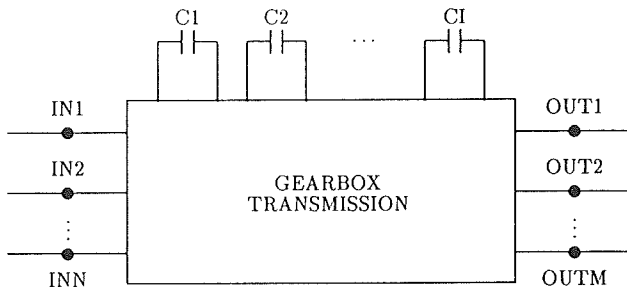 C1 C2 ... CI
IN1 OUT1
IN2 OUT2
GEARBOX
TRANSMISSION
INN OUTM